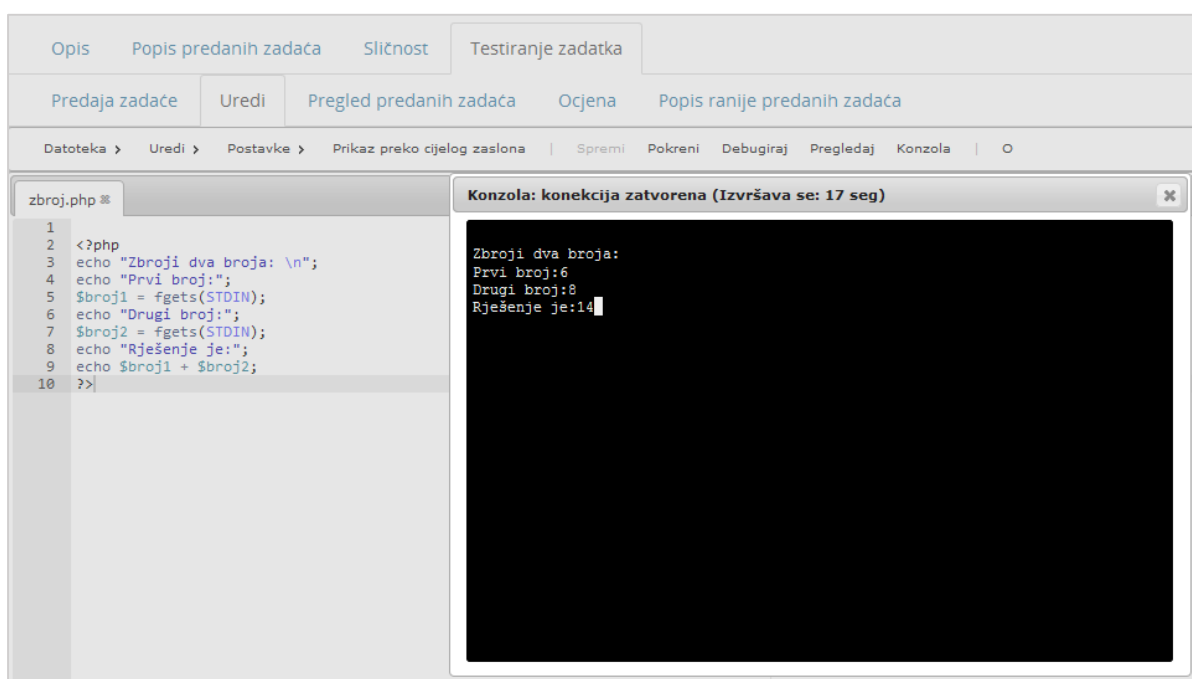 Opis Popis predanih zadaća Sličnost Testiranje zadatka
Predaja zadaće Uredi Pregled predanih zadaća Ocjena Popis ranije predanih zadaća
Datoteka > Uredi > Postavke > Prikaz preko cijelog zaslona | Spremi Pokreni Debugiraj Pregledaj Konzola | O
zbroj.php
1
2 <?php
3 echo "Zbroji dva broja: \n";
4 echo "Prvi broj:";
5 $broj1 = fgets(STDIN);
6 echo "Drugi broj:";
7 $broj2 = fgets(STDIN);
8 echo "Rješenje je:";
9 echo $broj1 + $broj2;
10 ?>
Konzola: konekcija zatvorena (Izvršava se: 17 seg)
Zbroji dva broja:
Prvi broj:6
Drugi broj:8
Rješenje je:14